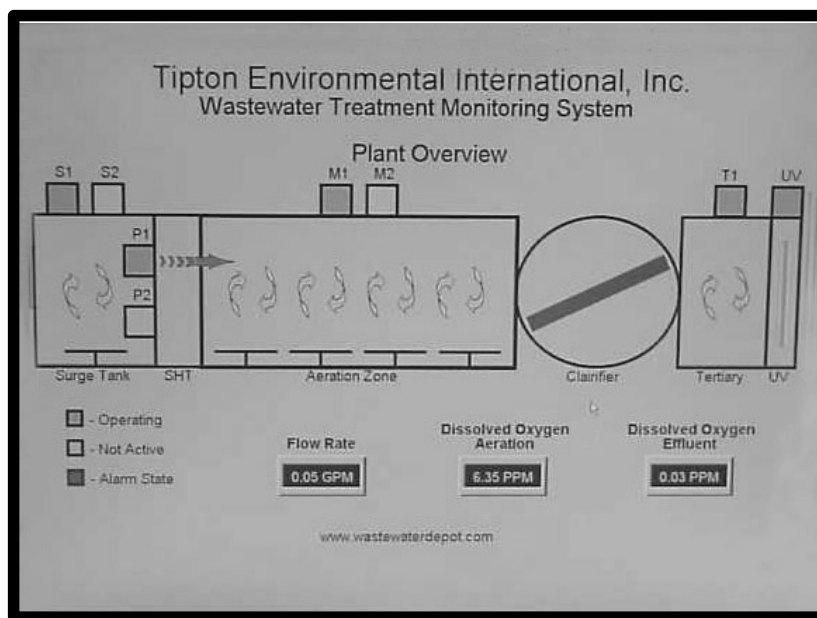 Tipton Environmental International, Inc.
Wastewater Treatment Monitoring System
Plant Overview
S1 S2 M1 M2 T1 UV
P1
P2
Surge Tank SHT Aeration Zone Clairifier Tertiary UV
- Operating
- Not Active
- Alarm State
Flow Rate
0.05 GPM
Dissolved Oxygen
Aeration
6.35 PPM
Dissolved Oxygen
Effluent
0.03 PPM
www.wastewaterdepot.com